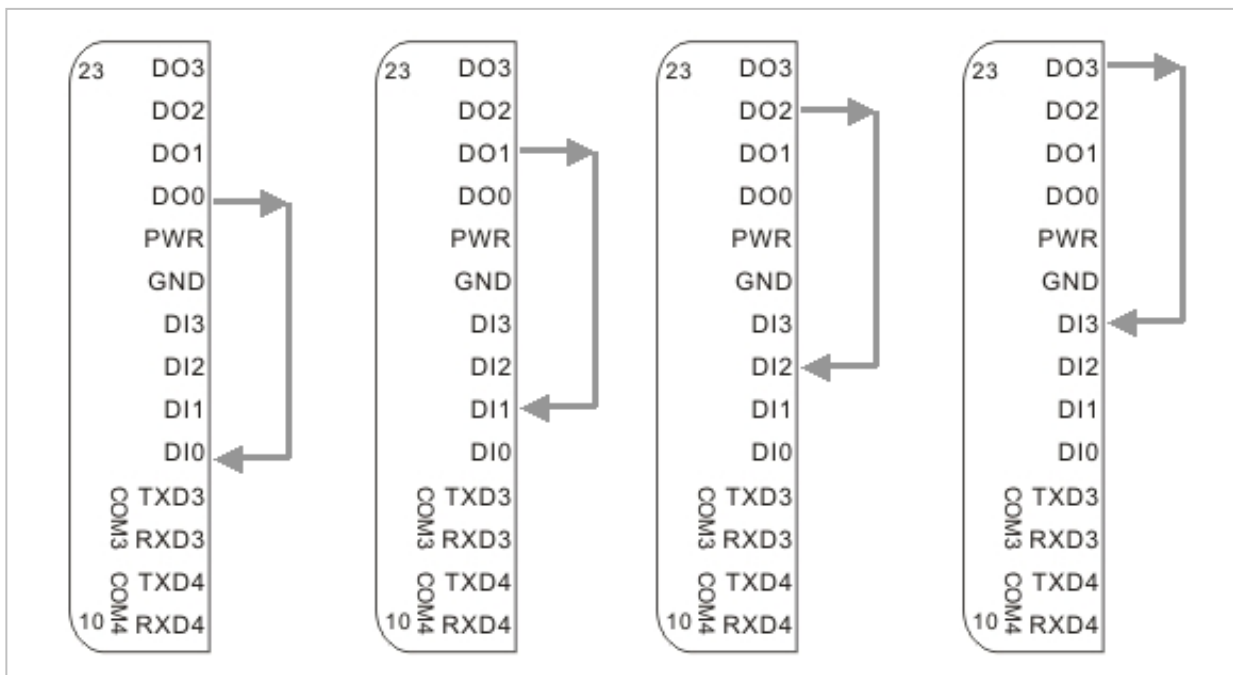 23 DO3
DO2
DO1
DO0
PWR
GND
DI3
DI2
DI1
DI0
COM3 TXD3
RXD3
COM4 TXD4
10 RXD4
23 DO3
DO2
DO1
DO0
PWR
GND
DI3
DI2
DI1
DI0
COM3 TXD3
RXD3
COM4 TXD4
10 RXD4
23 DO3
DO2
DO1
DO0
PWR
GND
DI3
DI2
DI1
DI0
COM3 TXD3
RXD3
COM4 TXD4
10 RXD4
23 DO3
DO2
DO1
DO0
PWR
GND
DI3
DI2
DI1
DI0
COM3 TXD3
RXD3
COM4 TXD4
10 RXD4